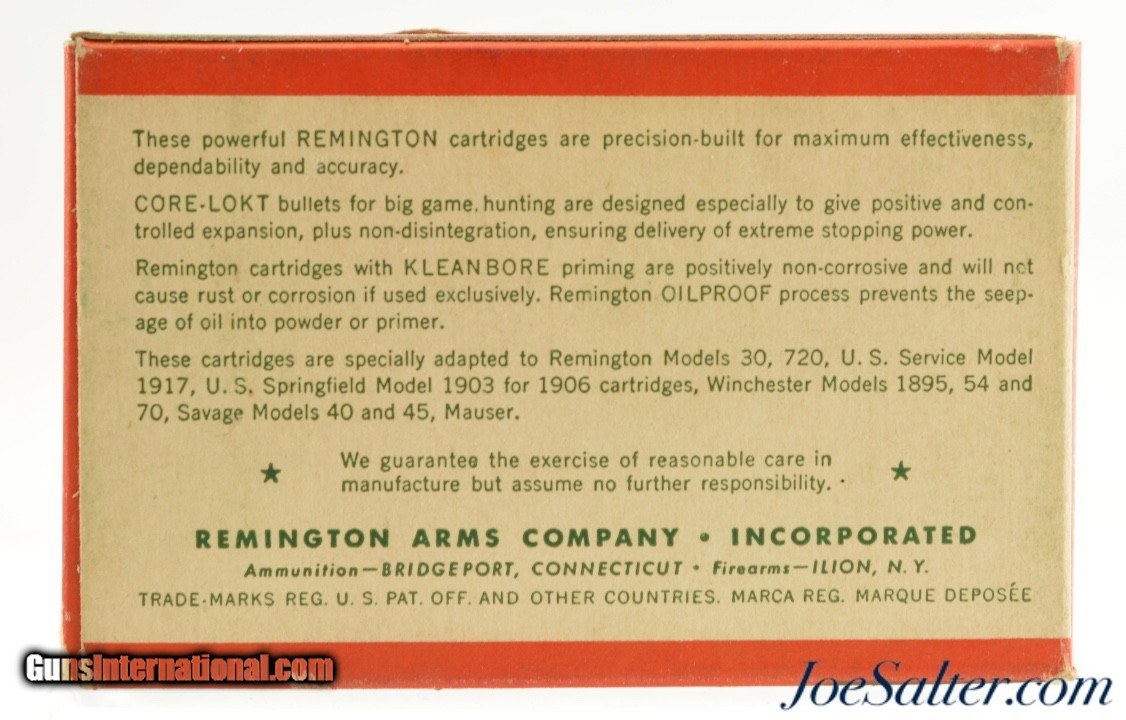 These powerful REMINGTON cartridges are precision-built for maximum effectiveness,
dependability and accuracy.
CORE-LOKT bullets for big game. hunting are designed especially to give positive and con-
trolled expansion, plus non-disintegration, ensuring delivery of extreme stopping power.
Remington cartridges with KLEANBORE priming are positively non-corrosive and will not
cause rust or corrosion if used exclusively. Remington OILPROOF process prevents the seep-
age of oil into powder or primer.
These cartridges are specially adapted to Remington Models 30, 720, U. S. Service Model
1917, U. S. Springfield Model 1903 for 1906 cartridges, Winchester Models 1895, 54 and
70, Savage Models 40 and 45, Mauser.
★ We guarantee the exercise of reasonable care in ★
manufacture but assume no further responsibility.
REMINGTON ARMS COMPANY • INCORPORATED
Ammunition—BRIDGEPORT, CONNECTICUT • Firearms—ILION, N. Y.
TRADE-MARKS REG. U. S. PAT. OFF. AND OTHER COUNTRIES. MARCA REG. MARQUE DEPOSÉE
GunsInternational.com
JoeSalter.com